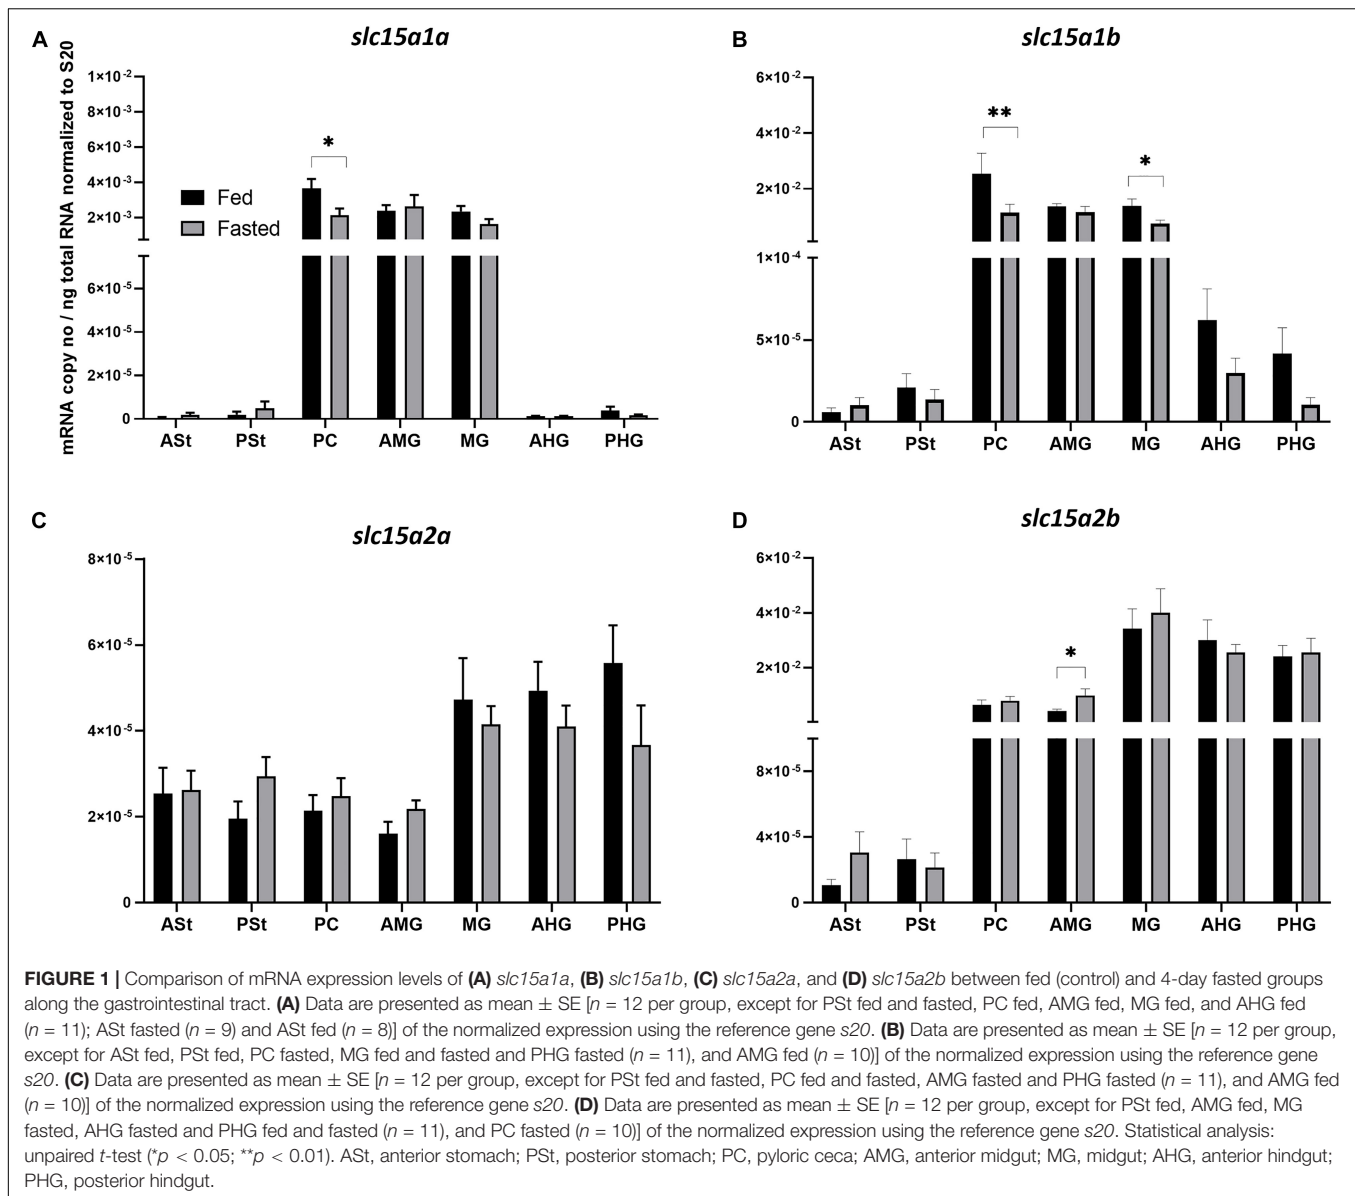 A
slc15a1a
mRNA copy no / ng total RNA normalized to S20
1×10-2
8×10-3
6×10-3
4×10-3
2×10-3
6×10-5
4×10-5
2×10-5
0
*
Fed
Fasted
ASt PSt PC AMG MG AHG PHG
B
slc15a1b
6×10-2
4×10-2
2×10-2
1×10-4
5×10-5
0
**
*
ASt PSt PC AMG MG AHG PHG
C
slc15a2a
8×10-5
6×10-5
4×10-5
2×10-5
0
ASt PSt PC AMG MG AHG PHG
D
slc15a2b
6×10-2
4×10-2
2×10-2
8×10-5
4×10-5
0
*
ASt PSt PC AMG MG AHG PHG
FIGURE 1 | Comparison of mRNA expression levels of (A) slc15a1a, (B) slc15a1b, (C) slc15a2a, and (D) slc15a2b between fed (control) and 4-day fasted groups
along the gastrointestinal tract. (A) Data are presented as mean ± SE [n = 12 per group, except for PSt fed and fasted, PC fed, AMG fed, MG fed, and AHG fed
(n = 11); ASt fasted (n = 9) and ASt fed (n = 8)] of the normalized expression using the reference gene s20. (B) Data are presented as mean ± SE [n = 12 per group,
except for ASt fed, PSt fed, PC fasted, MG fed and fasted and PHG fasted (n = 11), and AMG fed (n = 10)] of the normalized expression using the reference gene
s20. (C) Data are presented as mean ± SE [n = 12 per group, except for PSt fed and fasted, PC fed and fasted, AMG fasted and PHG fasted (n = 11), and AMG fed
(n = 10)] of the normalized expression using the reference gene s20. (D) Data are presented as mean ± SE [n = 12 per group, except for PSt fed, AMG fed, MG
fasted, AHG fasted and PHG fed and fasted (n = 11), and PC fasted (n = 10)] of the normalized expression using the reference gene s20. Statistical analysis:
unpaired t-test (*p < 0.05; **p < 0.01). ASt, anterior stomach; PSt, posterior stomach; PC, pyloric ceca; AMG, anterior midgut; MG, midgut; AHG, anterior hindgut;
PHG, posterior hindgut.